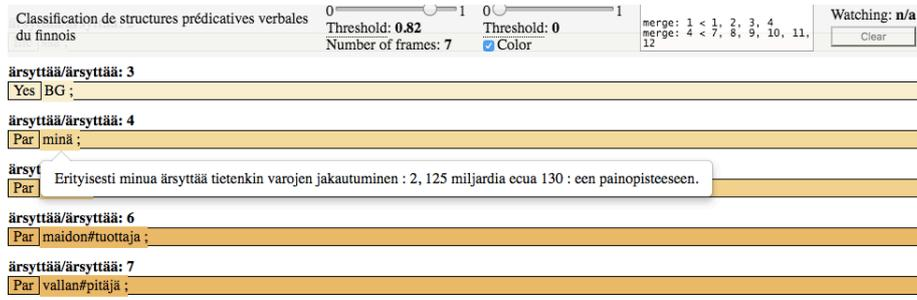 Classification de structures prédicatives verbales
du finnois
0 1
Threshold: 0.82
Number of frames: 7
0 1
Threshold: 0
Color
merge: 1 < 1, 2, 3, 4
merge: 4 < 7, 8, 9, 10, 11,
12
Watching: n/a
Clear
ärsyttää/ärsyttää: 3
Yes BG ;
ärsyttää/ärsyttää: 4
Par minä ;
ärsyt
Par
Erityisesti minua ärsyttää tietenkin varojen jakautuminen : 2, 125 miljardia ecua 130 : een painopisteeseen.
ärsyttää/ärsyttää: 6
Par maidon#tuottaja ;
ärsyttää/ärsyttää: 7
Par vallan#pitäjä ;